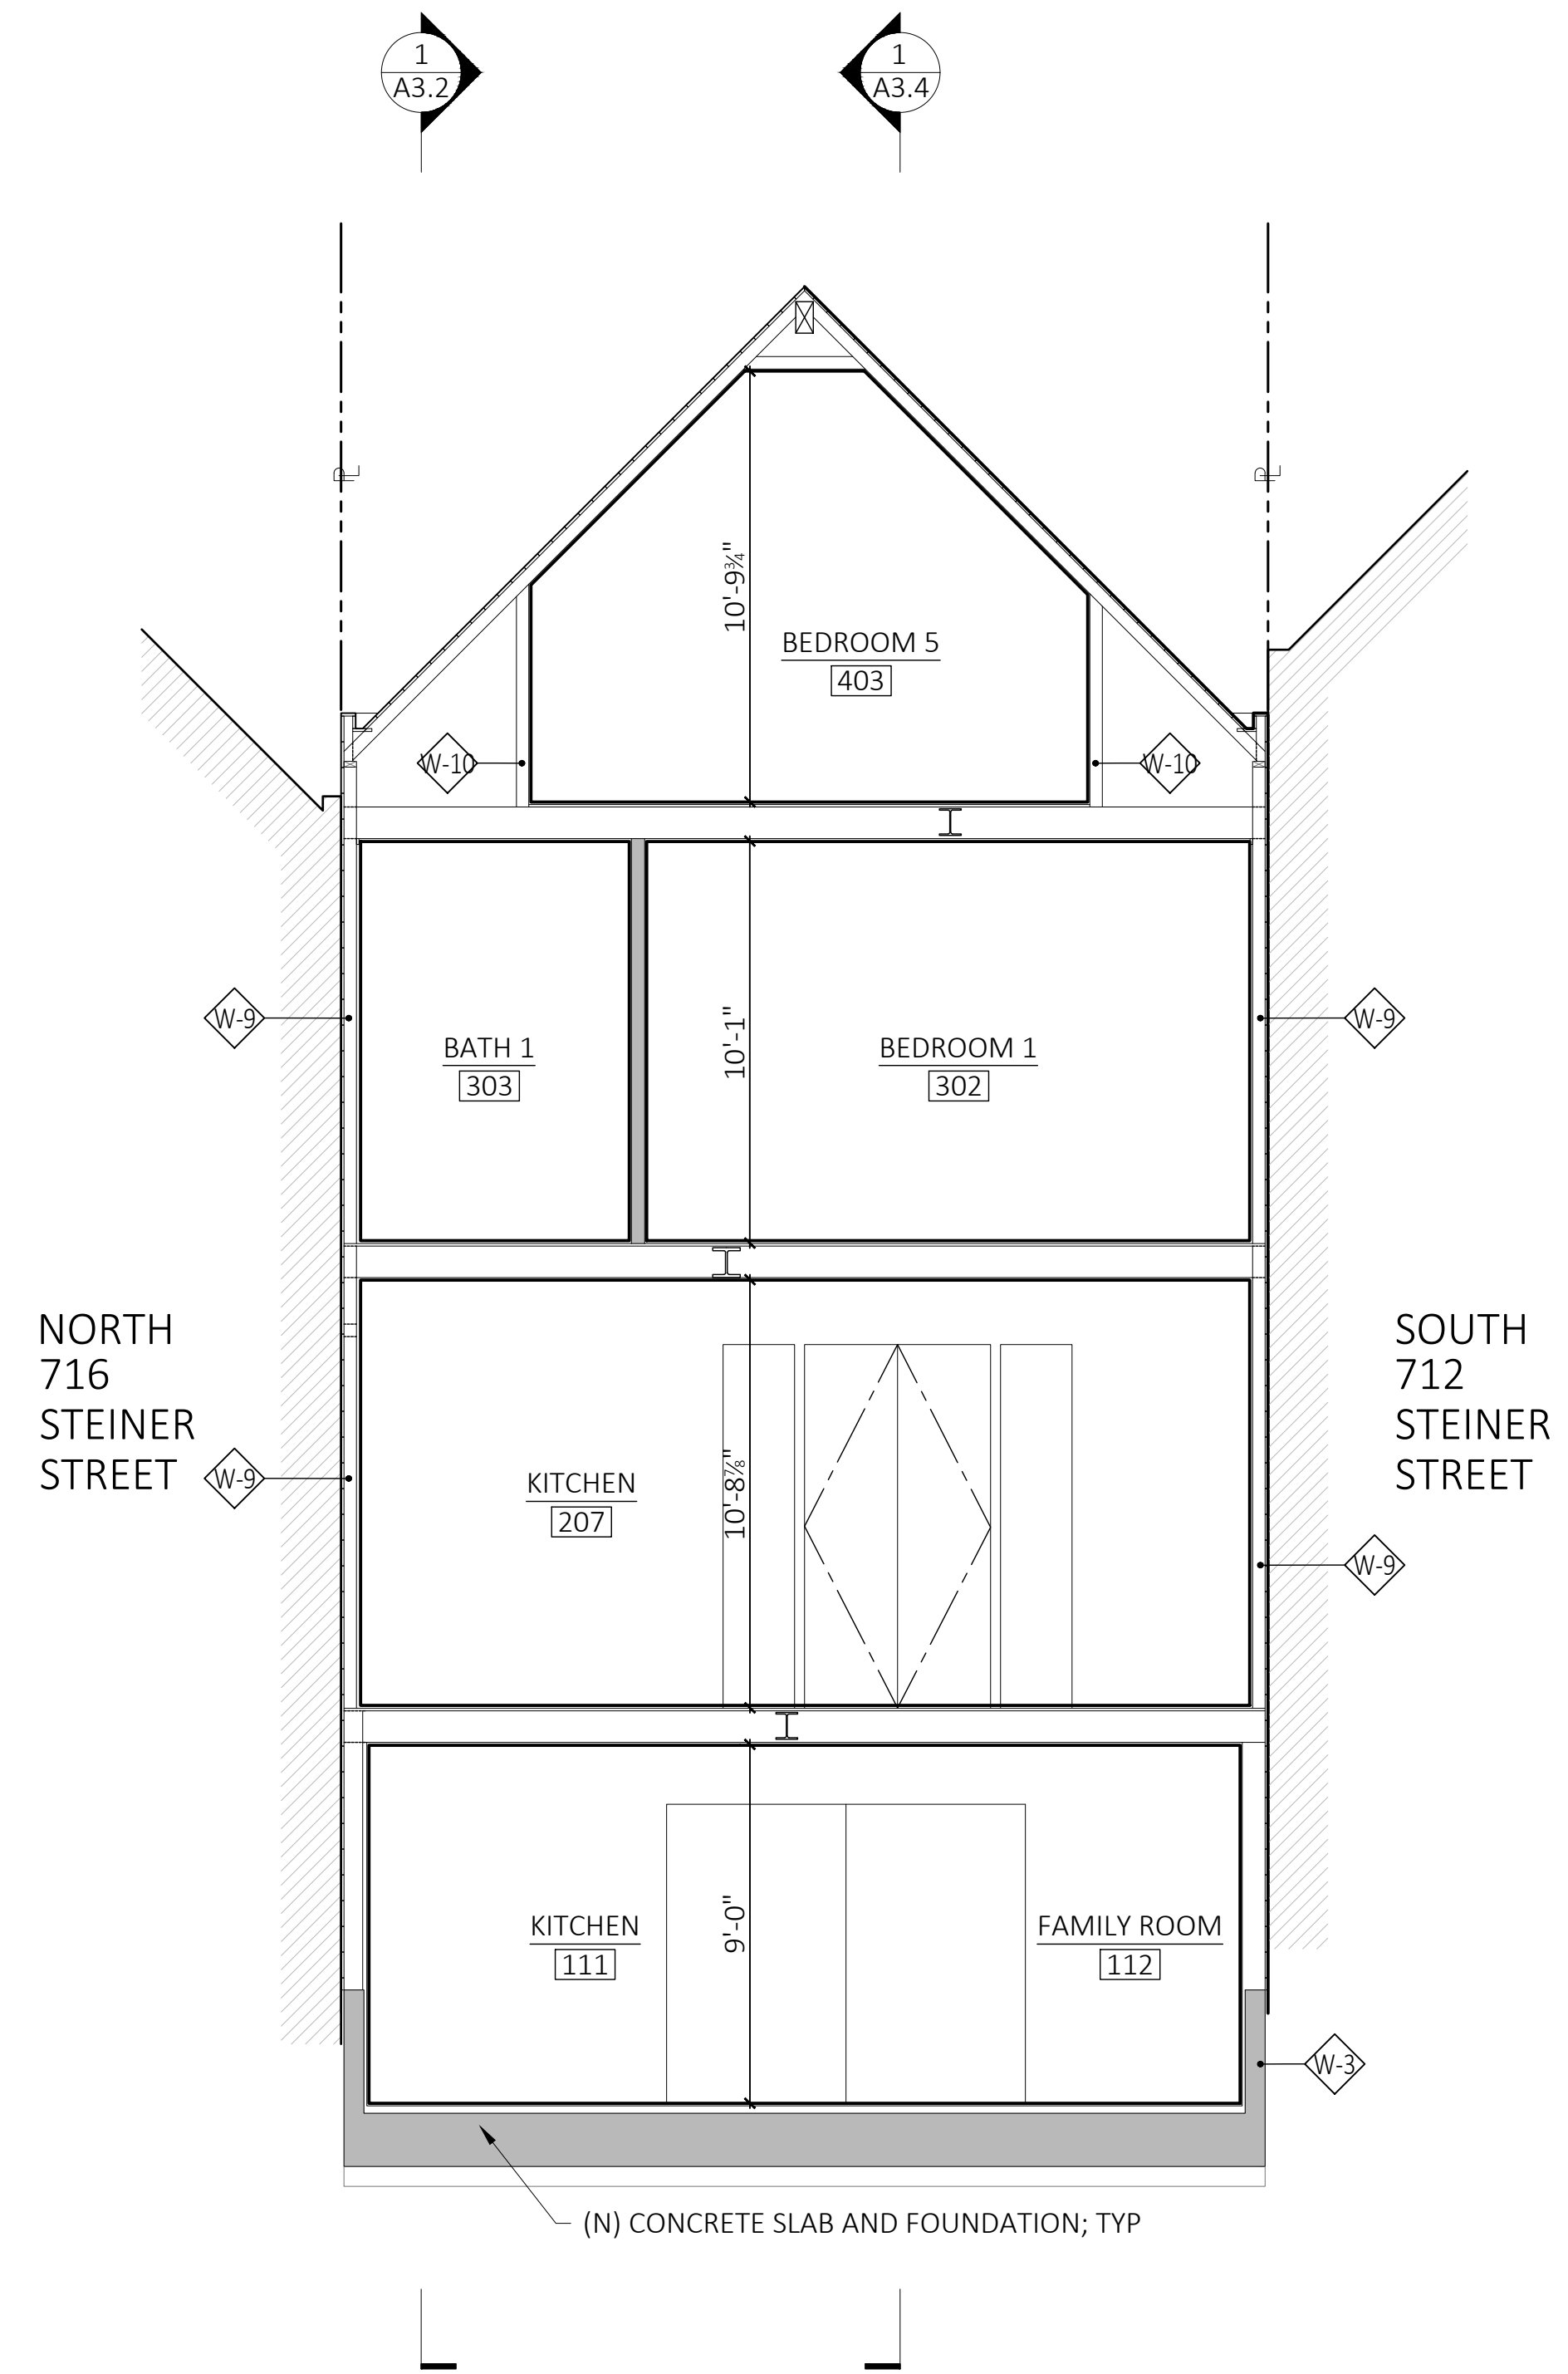 1
A3.2
1
A3.4
PL
PL
10'-9¾"
BEDROOM 5
403
W-10
W-10
W-9
BATH 1
303
10'-1"
BEDROOM 1
302
W-9
NORTH
716
STEINER
STREET
SOUTH
712
STEINER
STREET
W-9
KITCHEN
207
10'-8⅞"
W-9
KITCHEN
111
9'-0"
FAMILY ROOM
112
W-3
(N) CONCRETE SLAB AND FOUNDATION; TYP